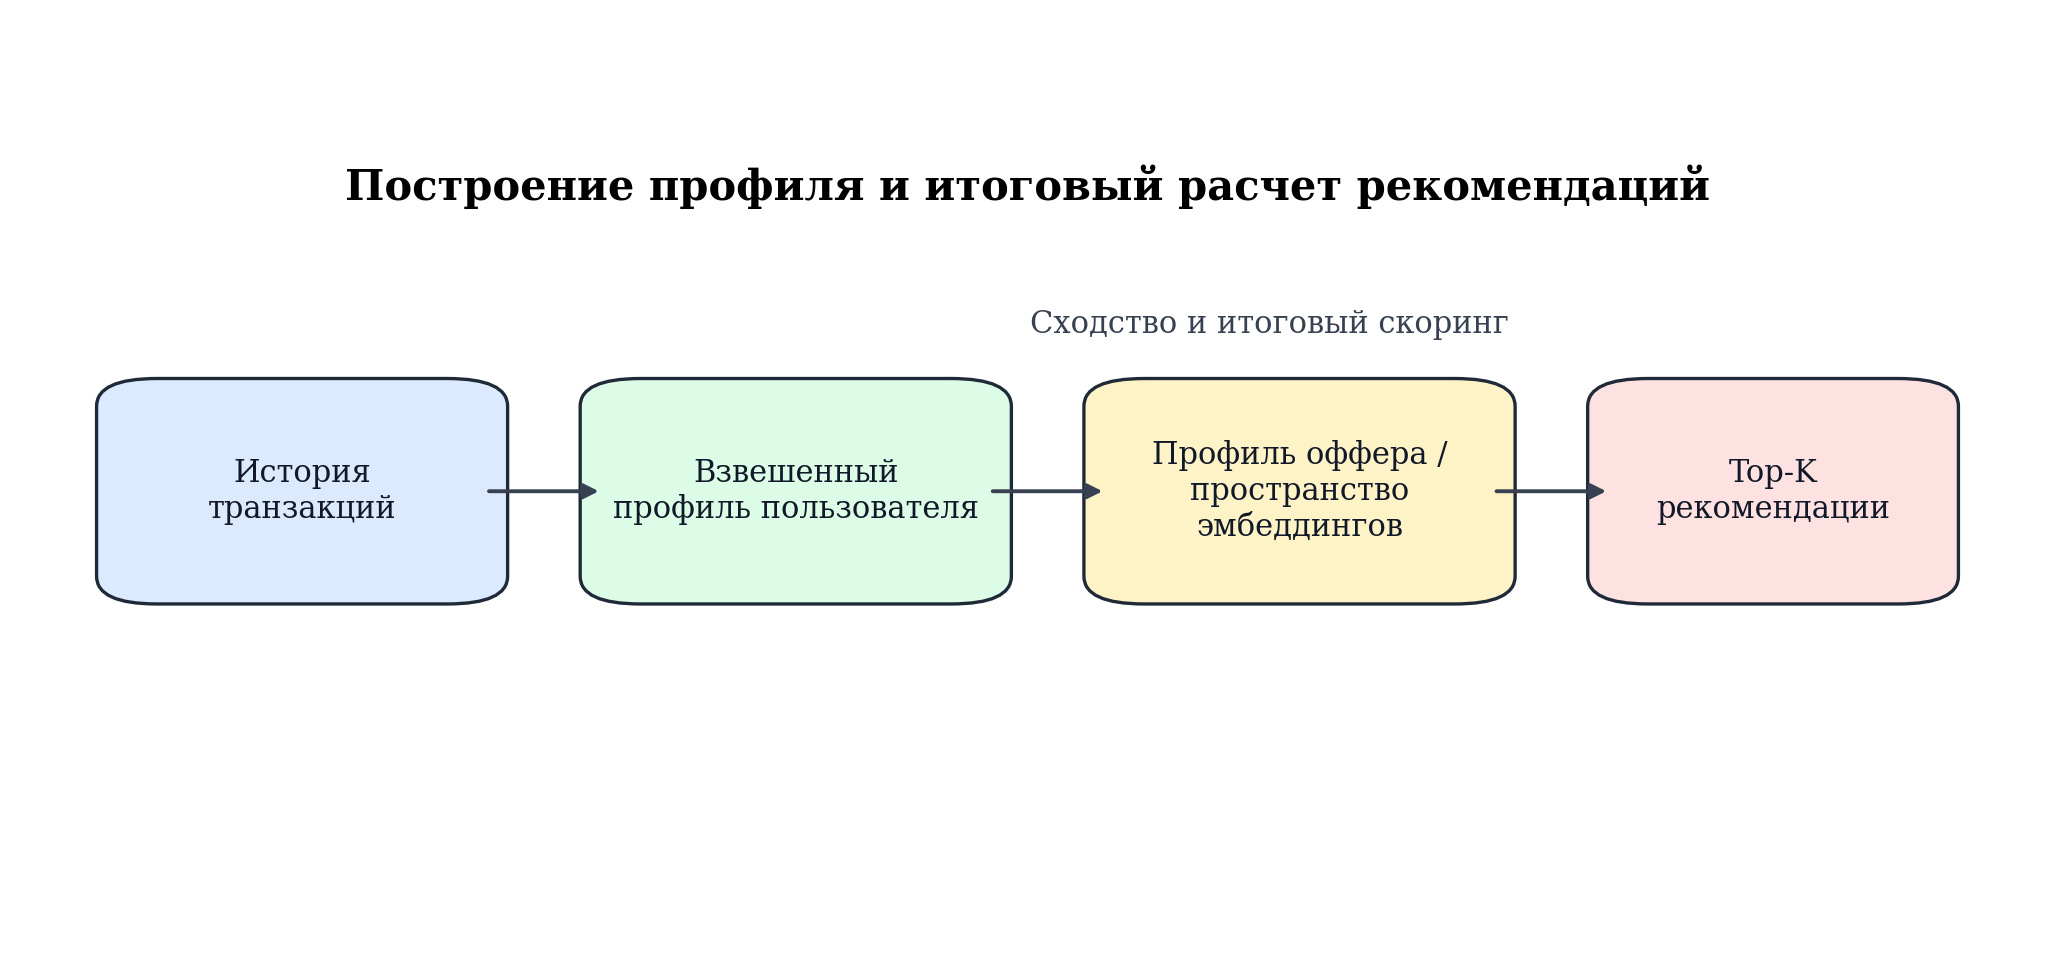 Построение профиля и итоговый расчет рекомендаций
Сходство и итоговый скоринг
История
транзакций
Взвешенный
профиль пользователя
Профиль оффера /
пространство
эмбеддингов
Top-K
рекомендации